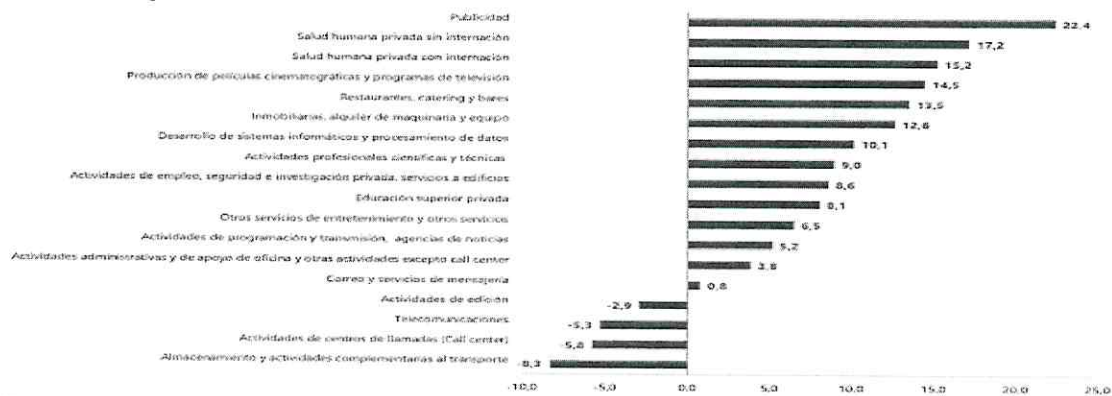 Publicidad 22,4
Salud humana privada sin internación 17,2
Salud humana privada con internación 15,2
Producción de películas cinematográficas y programas de televisión 14,5
Restaurantes, catering y bares 13,5
Inmobiliarias, alquiler de maquinaria y equipo 12,6
Desarrollo de sistemas informáticos y procesamiento de datos 10,1
Actividades profesionales científicas y técnicas 9,0
Actividades de empleo, seguridad e investigación privada, servicios a edificios 8,6
Educación superior privada 8,1
Otros servicios de entretenimiento y otros servicios 6,5
Actividades de programación y transmisión, agencias de noticias 5,2
Actividades administrativas y de apoyo de oficina y otras actividades excepto call center 3,8
Correo y servicios de mensajería 0,8
Actividades de edición -2,9
Telecomunicaciones -5,3
Actividades de centros de llamadas (Call center) -5,8
Almacenamiento y actividades complementarias al transporte -8,3
-10,0 -5,0 0,0 5,0 10,0 15,0 20,0 25,0